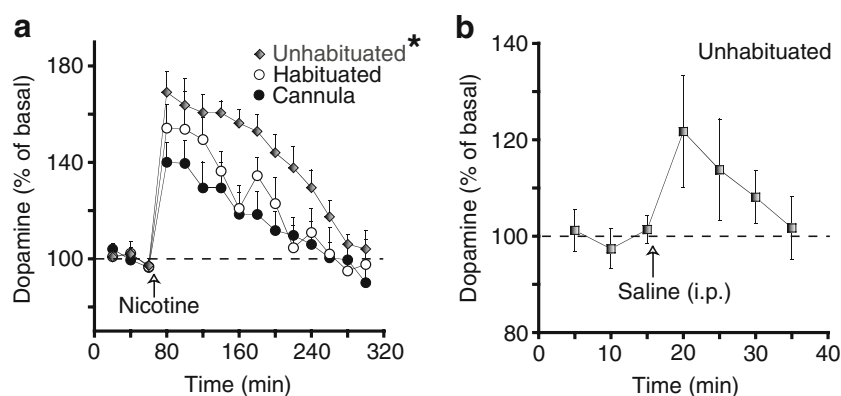 a
Dopamine (% of basal)
180
140
100
Unhabituated*
Habituated
Cannula
Nicotine
0 80 160 240 320
Time (min)
b
Dopamine (% of basal)
140
120
100
80
Unhabituated
Saline (i.p.)
0 10 20 30 40
Time (min)